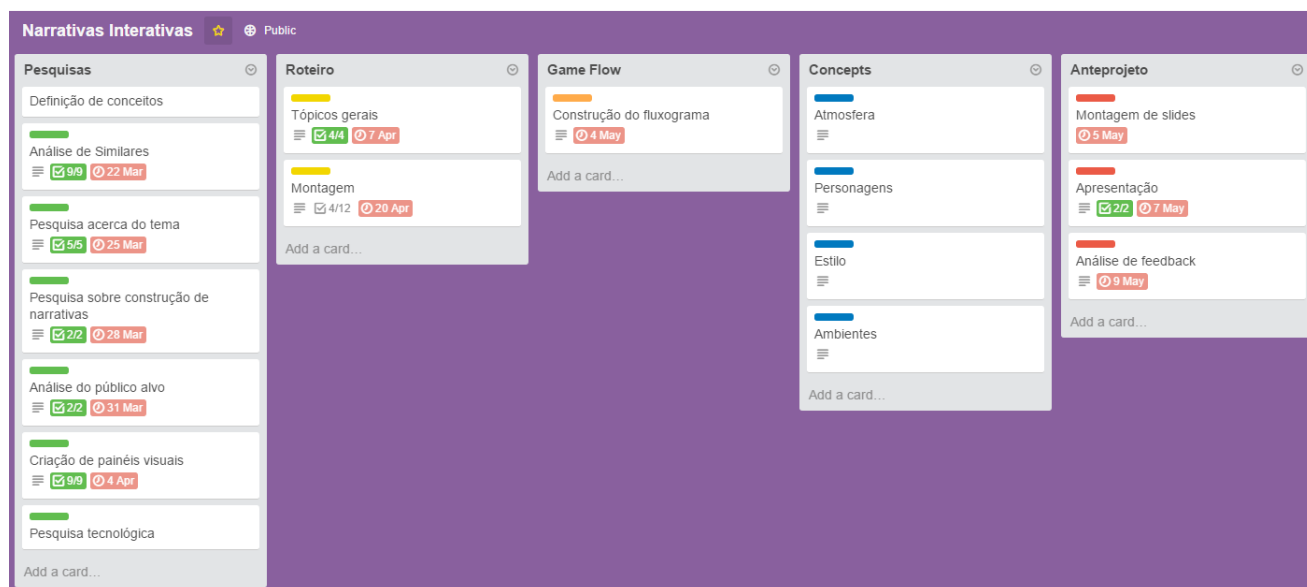 Narrativas Interativas Public
Pesquisas
Definição de conceitos
Análise de Similares
9/9 22 Mar
Pesquisa acerca do tema
5/5 25 Mar
Pesquisa sobre construção de
narrativas
2/2 28 Mar
Análise do público alvo
2/2 31 Mar
Criação de painéis visuais
9/9 4 Apr
Pesquisa tecnológica
Add a card...
Roteiro
Tópicos gerais
4/4 7 Apr
Montagem
4/12 20 Apr
Add a card...
Game Flow
Construção do fluxograma
4 May
Add a card...
Concepts
Atmosfera
Personagens
Estilo
Ambientes
Add a card...
Anteprojeto
Montagem de slides
5 May
Apresentação
2/2 7 May
Análise de feedback
9 May
Add a card...